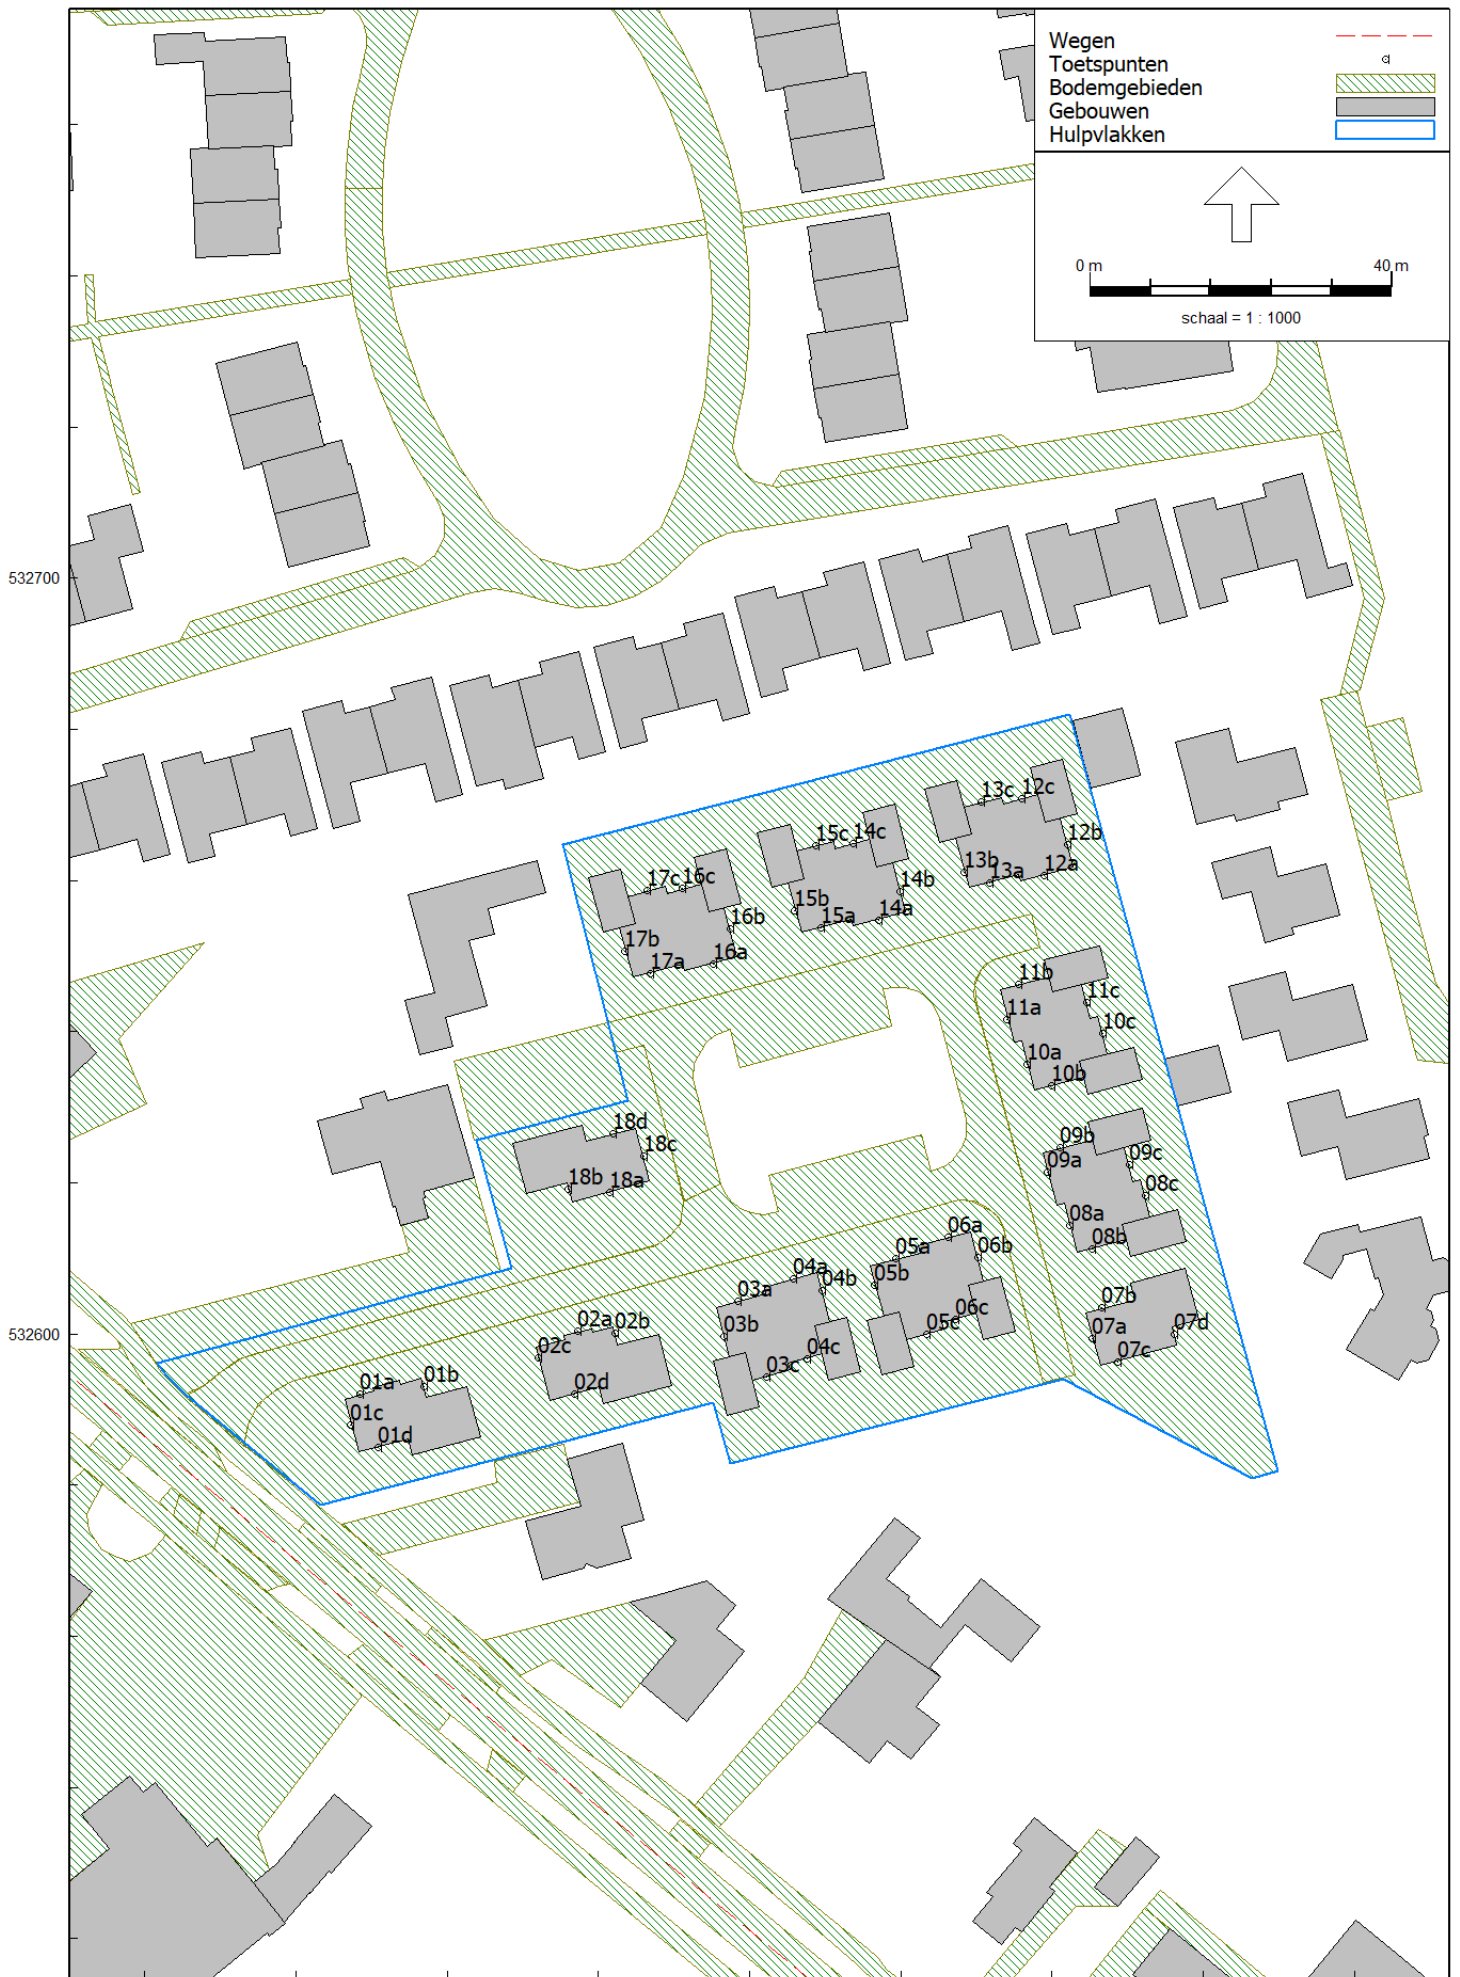 Wegen
Toetspunten
Bodemgebieden
Gebouwen
Hulpvlakken
0 m 40 m
schaal = 1 : 1000
532700
13c 12c
15c 14c 12b
13b 13a 12a
17c 16c 14b
15b 15a 14a
16b
17b
17a 16a
11b
11c
11a
10c
10a
10b
18d
09b
18c 09c
09a
18b 18a 08c
08a
06a
08b
05a 06b
04a
05b 04b
03a
07b
06c
02a 02b 05c
532600
03b 07a 07d
02c
04c 07c
03c
01a 01b 02d
01c
01d